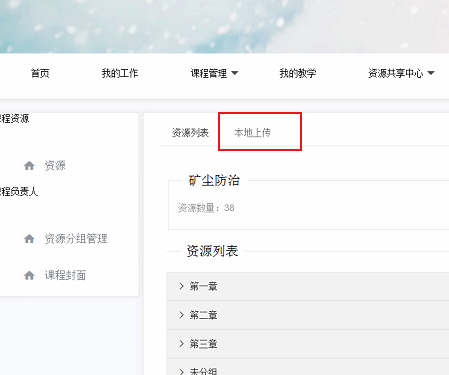 首页 我的工作 课程管理 我的教学 资源共享中心
程资源
资源
程负责人
资源分组管理
课程封面
资源列表 本地上传
矿尘防治
资源数量：38
资源列表
第一章
第二章
第三章
未分组